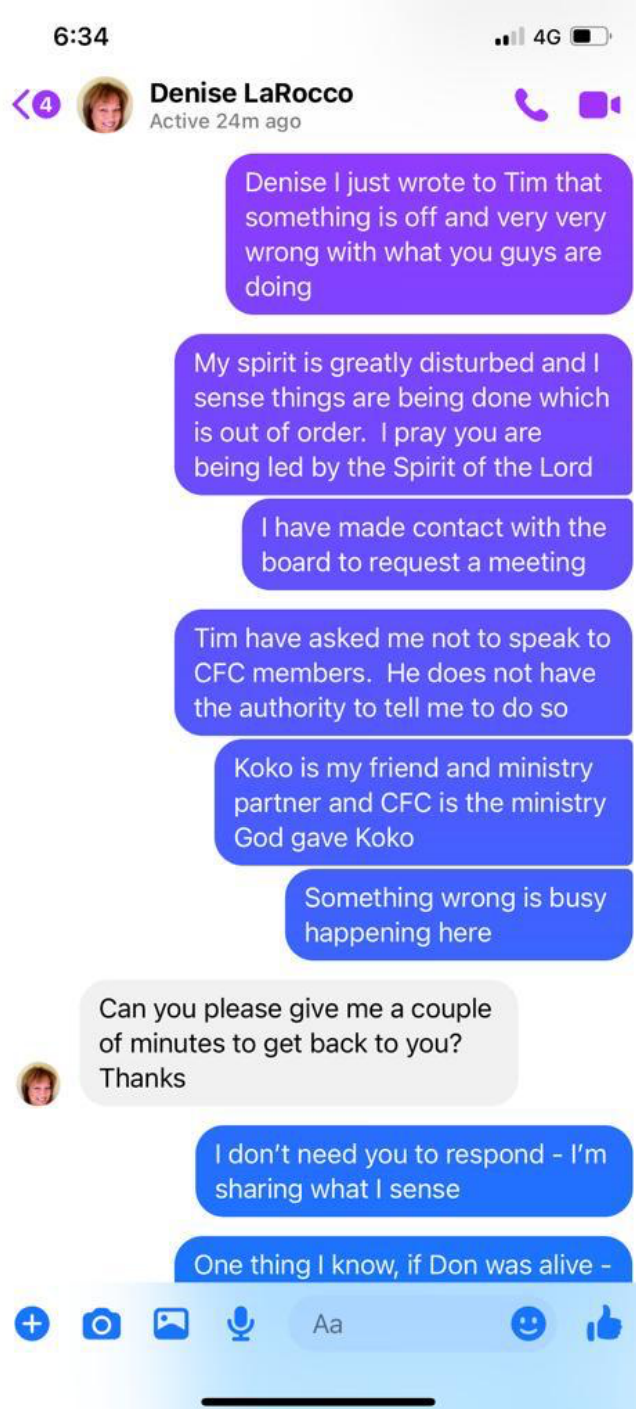 6:34
4G
4
Denise LaRocco
Active 24m ago
Denise I just wrote to Tim that
something is off and very very
wrong with what you guys are
doing
My spirit is greatly disturbed and I
sense things are being done which
is out of order.  I pray you are
being led by the Spirit of the Lord
I have made contact with the
board to request a meeting
Tim have asked me not to speak to
CFC members.  He does not have
the authority to tell me to do so
Koko is my friend and ministry
partner and CFC is the ministry
God gave Koko
Something wrong is busy
happening here
Can you please give me a couple
of minutes to get back to you?
Thanks
I don’t need you to respond - I’m
sharing what I sense
One thing I know, if Don was alive -
Aa